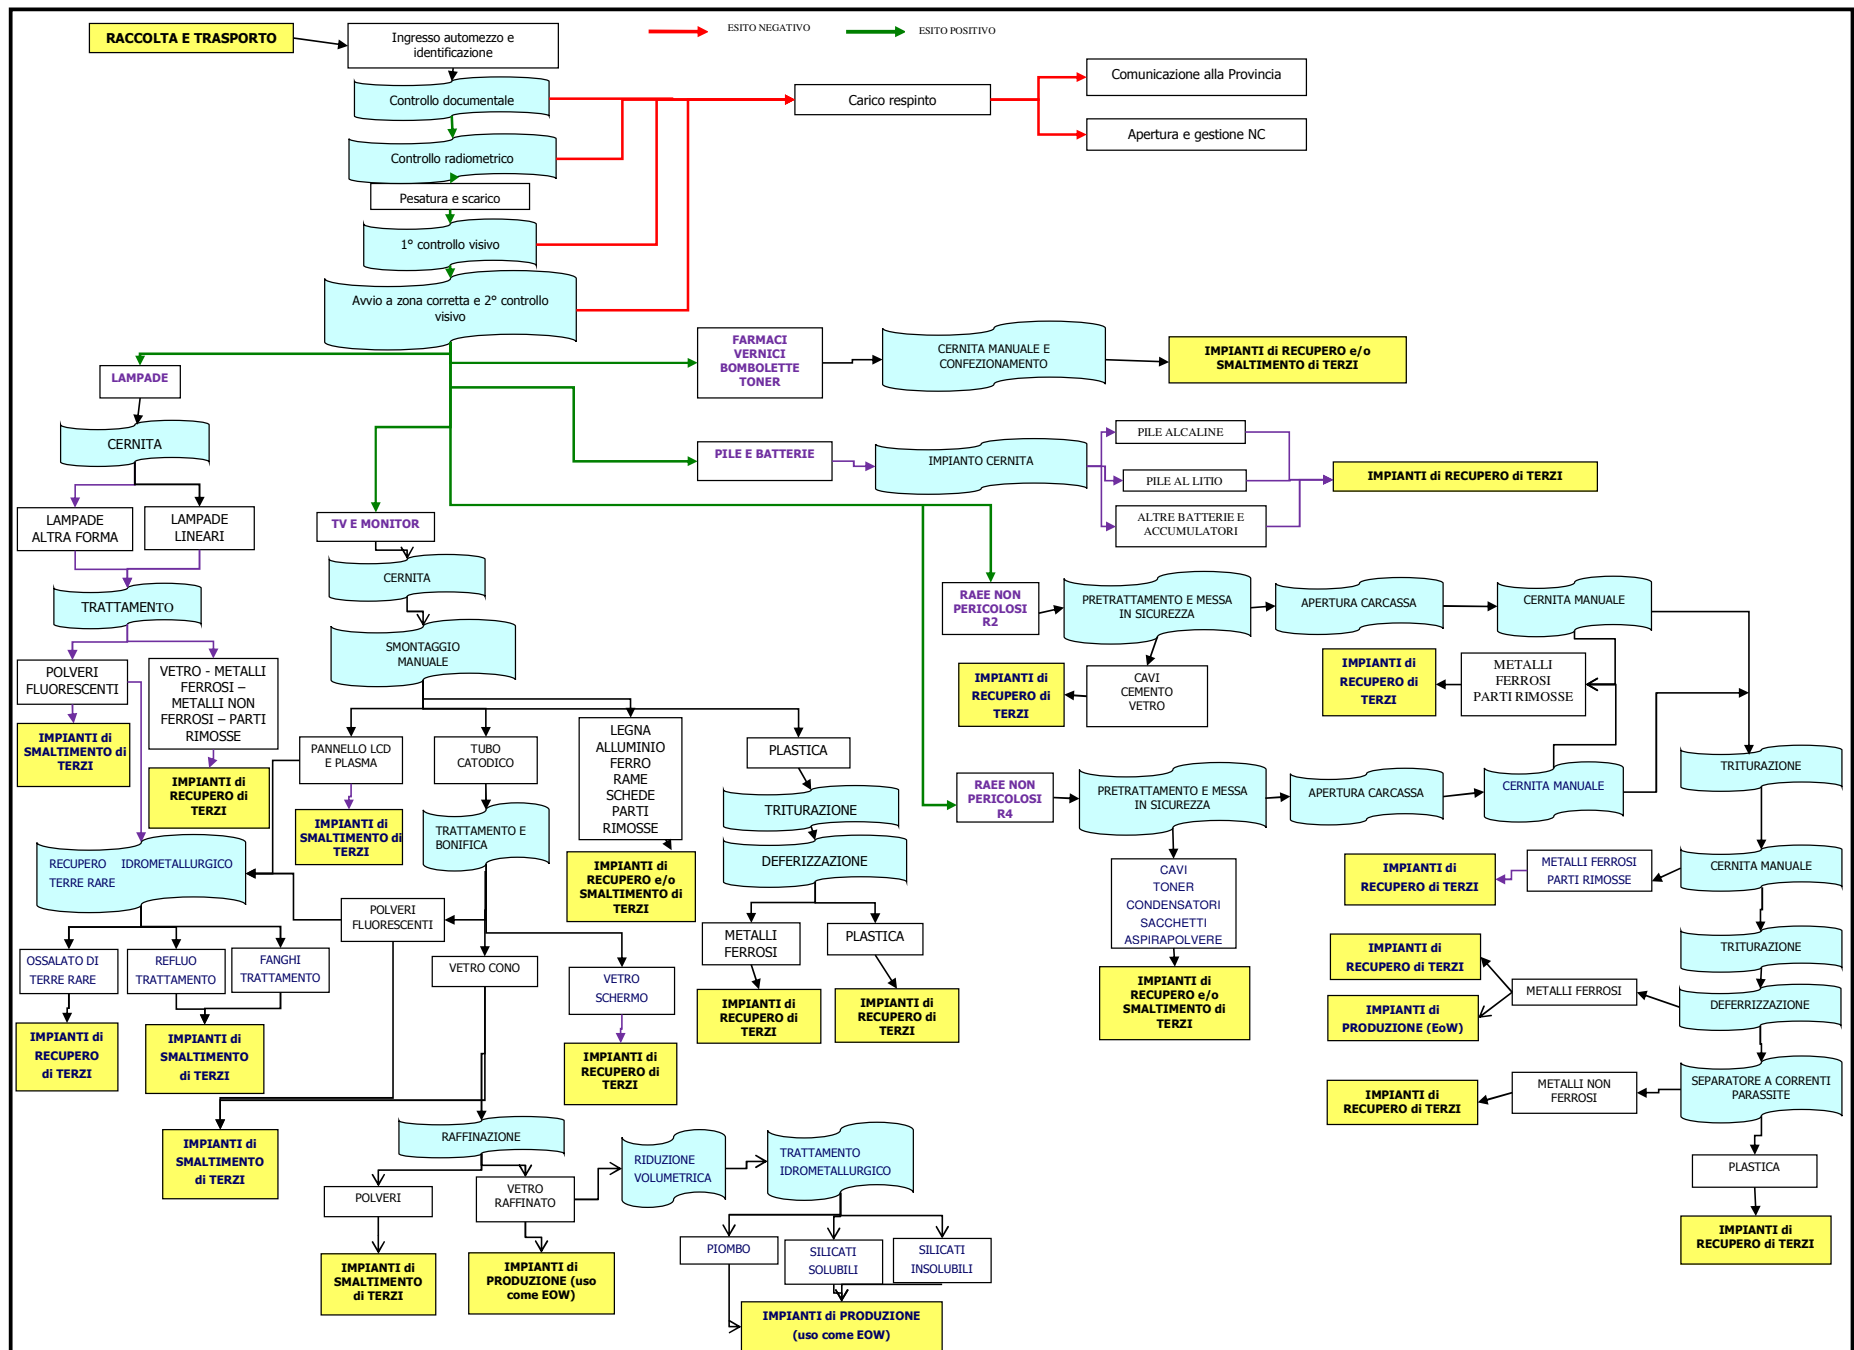 RACCOLTA E TRASPORTO
Ingresso automezzo e
identificazione
ESITO NEGATIVO
ESITO POSITIVO
Controllo documentale
Carico respinto
Comunicazione alla Provincia
Apertura e gestione NC
Controllo radiometrico
Pesatura e scarico
1° controllo visivo
Avvio a zona corretta e 2° controllo
visivo
FARMACI
VERNICI
BOMBOLETTE
TONER
CERNITA MANUALE E
CONFEZIONAMENTO
IMPIANTI di RECUPERO e/o
SMALTIMENTO di TERZI
LAMPADE
CERNITA
LAMPADE
ALTRA FORMA
LAMPADE
LINEARI
TRATTAMENTO
POLVERI
FLUORESCENTI
VETRO - METALLI
FERROSI –
METALLI NON
FERROSI – PARTI
RIMOSSE
IMPIANTI di
SMALTIMENTO di
TERZI
IMPIANTI di
RECUPERO di
TERZI
RECUPERO IDROMETALLURGICO
TERRE RARE
OSSALATO DI
TERRE RARE
REFLUO
TRATTAMENTO
FANGHI
TRATTAMENTO
IMPIANTI di
RECUPERO
di TERZI
IMPIANTI di
SMALTIMENTO
di TERZI
PILE E BATTERIE
IMPIANTO CERNITA
PILE ALCALINE
PILE AL LITIO
ALTRE BATTERIE E
ACCUMULATORI
IMPIANTI di RECUPERO di TERZI
TV E MONITOR
CERNITA
SMONTAGGIO
MANUALE
PANNELLO LCD
E PLASMA
TUBO
CATODICO
LEGNA
ALLUMINIO
FERRO
RAME
SCHEDE
PARTI
RIMOSSE
PLASTICA
IMPIANTI di
SMALTIMENTO di
TERZI
TRATTAMENTO E
BONIFICA
IMPIANTI di
RECUPERO e/o
SMALTIMENTO di
TERZI
TRITURAZIONE
DEFERIZZAZIONE
METALLI
FERROSI
PLASTICA
IMPIANTI di
RECUPERO di
TERZI
IMPIANTI di
RECUPERO di
TERZI
POLVERI
FLUORESCENTI
VETRO CONO
VETRO
SCHERMO
IMPIANTI di
RECUPERO di
TERZI
IMPIANTI di
SMALTIMENTO
di TERZI
RAFFINAZIONE
POLVERI
VETRO
RAFFINATO
RIDUZIONE
VOLUMETRICA
TRATTAMENTO
IDROMETALLURGICO
IMPIANTI di
SMALTIMENTO
di TERZI
IMPIANTI di
PRODUZIONE (uso
come EOW)
PIOMBO
SILICATI
SOLUBILI
SILICATI
INSOLUBILI
IMPIANTI di PRODUZIONE
(uso come EOW)
RAEE NON
PERICOLOSI
R2
PRETRATTAMENTO E MESSA
IN SICUREZZA
APERTURA CARCASSA
CERNITA MANUALE
IMPIANTI di
RECUPERO di
TERZI
CAVI
CEMENTO
VETRO
IMPIANTI di
RECUPERO di
TERZI
METALLI
FERROSI
PARTI RIMOSSE
RAEE NON
PERICOLOSI
R4
PRETRATTAMENTO E MESSA
IN SICUREZZA
APERTURA CARCASSA
CERNITA MANUALE
CAVI
TONER
CONDENSATORI
SACCHETTI
ASPIRAPOLVERE
IMPIANTI di
RECUPERO e/o
SMALTIMENTO di
TERZI
TRITURAZIONE
CERNITA MANUALE
METALLI FERROSI
PARTI RIMOSSE
IMPIANTI di
RECUPERO di TERZI
TRITURAZIONE
IMPIANTI di
RECUPERO di TERZI
METALLI FERROSI
DEFERRIZZAZIONE
IMPIANTI di
PRODUZIONE (EoW)
SEPARATORE A CORRENTI
PARASSITE
METALLI NON
FERROSI
IMPIANTI di
RECUPERO di TERZI
PLASTICA
IMPIANTI di
RECUPERO di TERZI